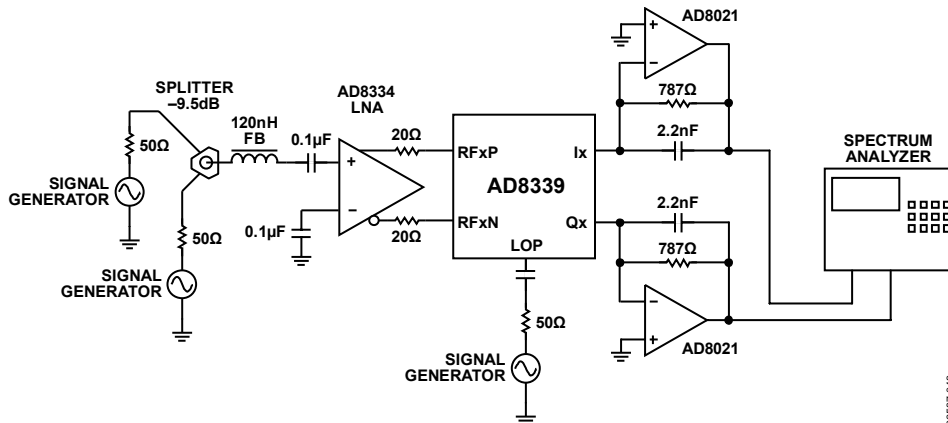 AD8021
787Ω
2.2nF
SPLITTER
–9.5dB
50Ω
SIGNAL
GENERATOR
50Ω
SIGNAL
GENERATOR
120nH
FB
0.1µF
AD8334
LNA
+
–
0.1µF
20Ω
20Ω
RFxP
RFxN
AD8339
Ix
Qx
LOP
50Ω
SIGNAL
GENERATOR
+
–
2.2nF
787Ω
–
+
AD8021
SPECTRUM
ANALYZER